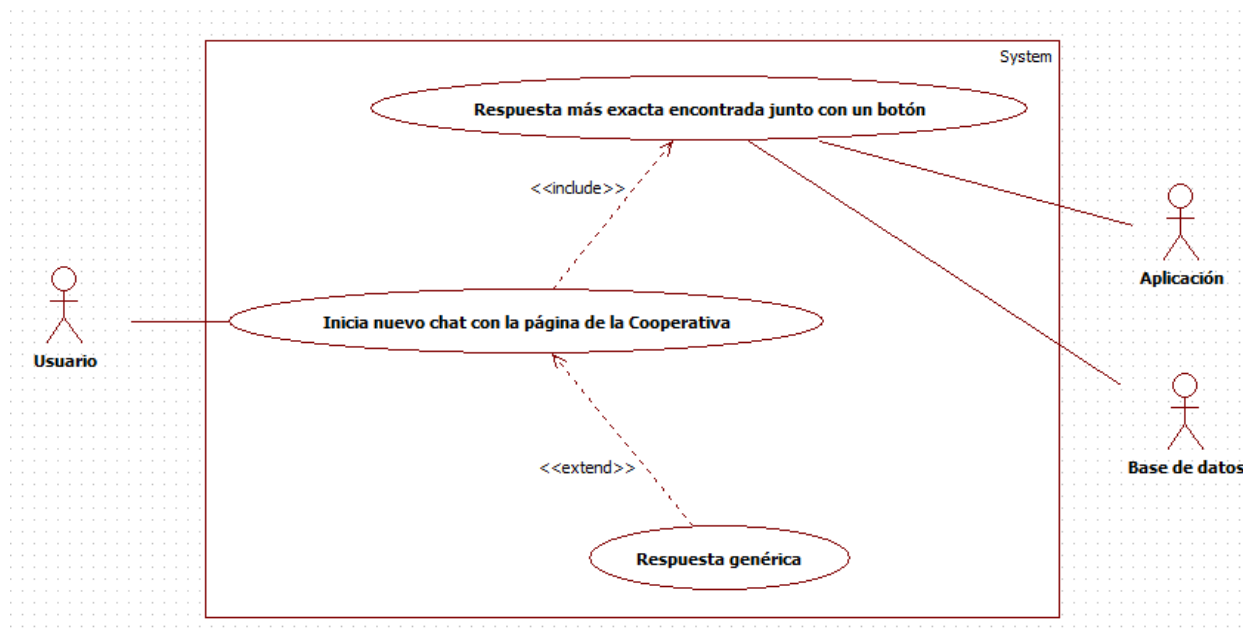 System
Respuesta más exacta encontrada junto con un botón
<<include>>
Aplicación
Inicia nuevo chat con la página de la Cooperativa
Usuario
Base de datos
<<extend>>
Respuesta genérica